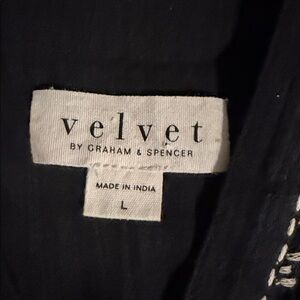 velvet
BY GRAHAM & SPENCER
MADE IN INDIA
L